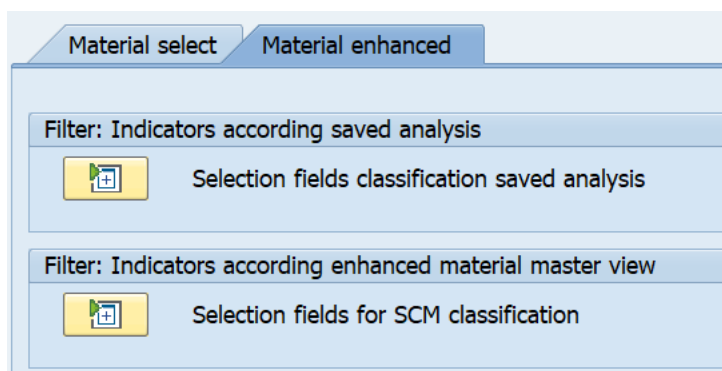 Material select Material enhanced
Filter: Indicators according saved analysis
Selection fields classification saved analysis
Filter: Indicators according enhanced material master view
Selection fields for SCM classification